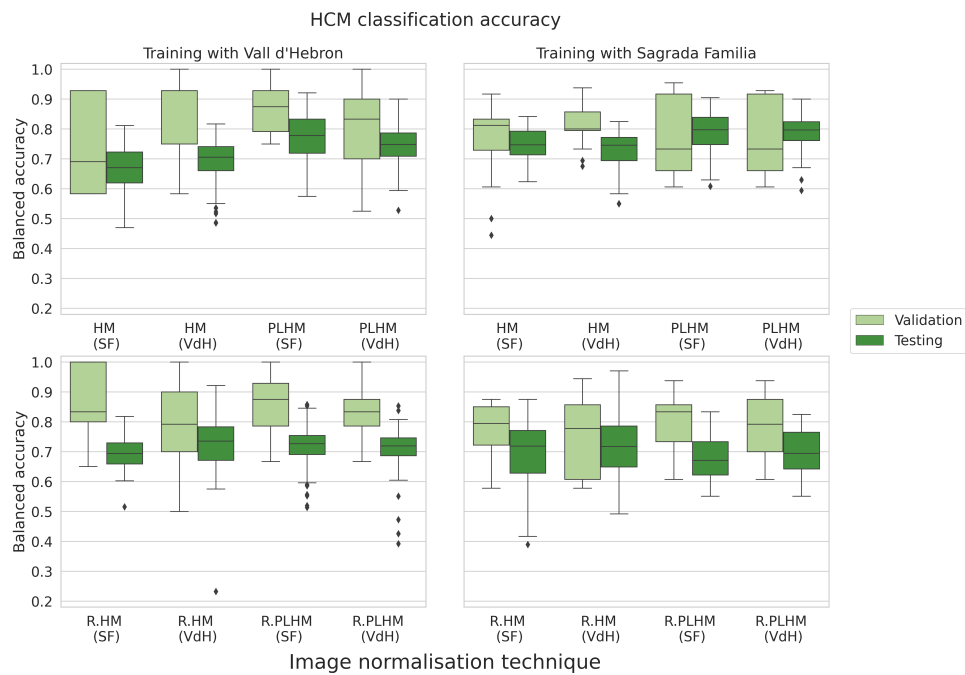 HCM classification accuracy
Training with Vall d'Hebron
Training with Sagrada Familia
Balanced accuracy
1.0
0.9
0.8
0.7
0.6
0.5
0.4
0.3
0.2
HM
(SF)
HM
(VdH)
PLHM
(SF)
PLHM
(VdH)
HM
(SF)
HM
(VdH)
PLHM
(SF)
PLHM
(VdH)
Validation
Testing
Balanced accuracy
1.0
0.9
0.8
0.7
0.6
0.5
0.4
0.3
0.2
R.HM
(SF)
R.HM
(VdH)
R.PLHM
(SF)
R.PLHM
(VdH)
R.HM
(SF)
R.HM
(VdH)
R.PLHM
(SF)
R.PLHM
(VdH)
Image normalisation technique